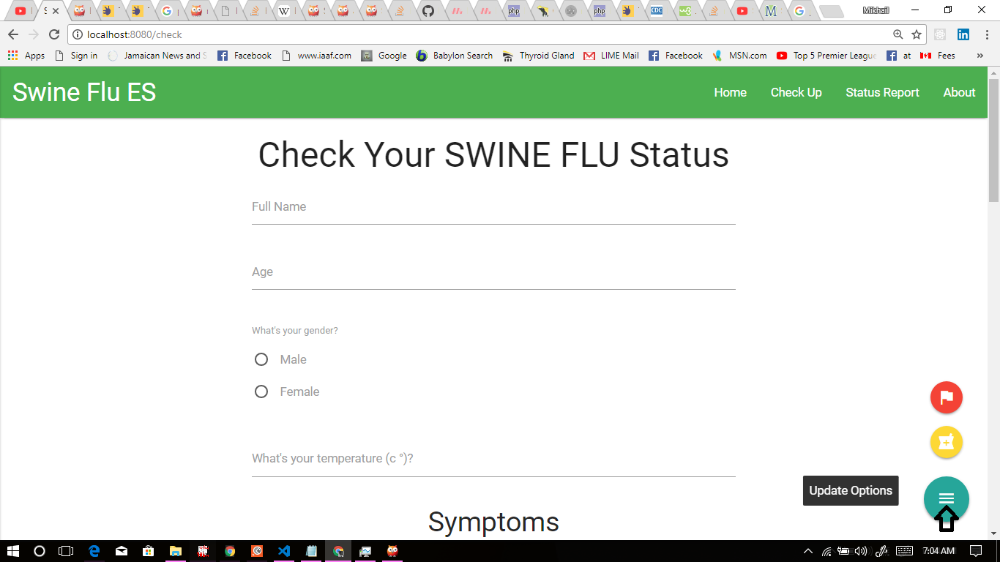 Mikhail
localhost:8080/check
Apps Sign in Jamaican News and Facebook www.iaaf.com Google Babylon Search Thyroid Gland LIME Mail Facebook MSN.com Top 5 Premier League at Fees »
Swine Flu ES
Home Check Up Status Report About
Check Your SWINE FLU Status
Full Name
Age
What's your gender?
Male
Female
What's your temperature (c °)?
Update Options
Symptoms
7:04 AM